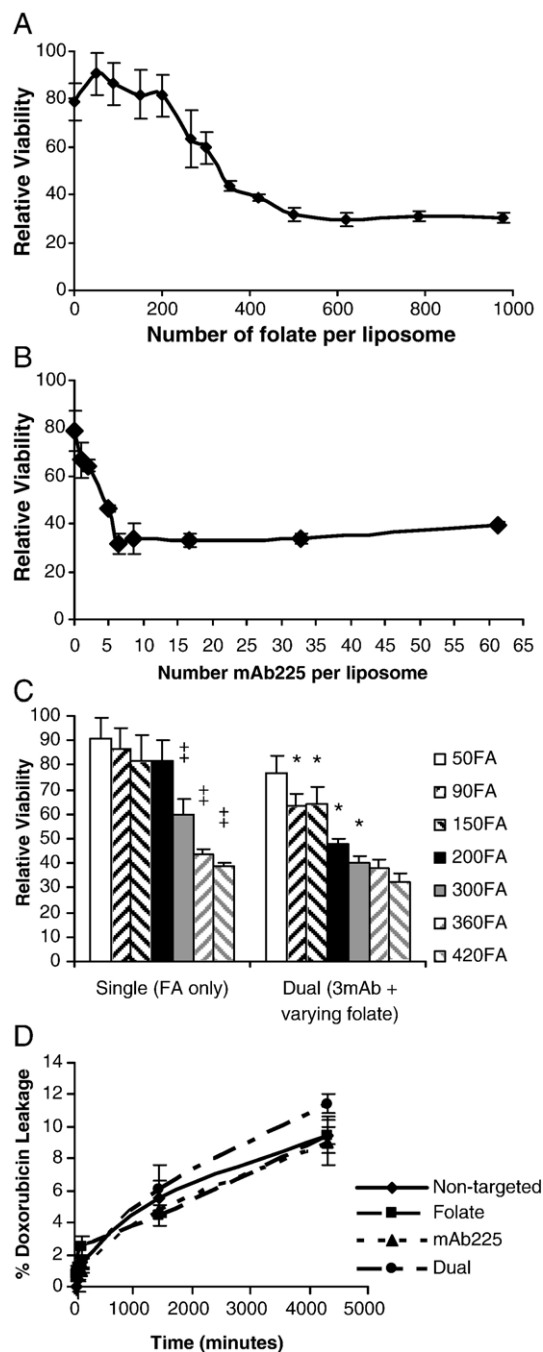 A
100
80
60
40
20
0
Relative Viability
0 200 400 600 800 1000
Number of folate per liposome
B
100
80
60
40
20
0
Relative Viability
0 5 10 15 20 25 30 35 40 45 50 55 60 65
Number mAb225 per liposome
C
100
90
80
70
60
50
40
30
20
10
0
Relative Viability
‡ ‡ ‡
* * * *
Single (FA only)
Dual (3mAb +
varying folate)
50FA
90FA
150FA
200FA
300FA
360FA
420FA
D
14
12
10
8
6
4
2
0
% Doxorubicin Leakage
0 1000 2000 3000 4000 5000
Time (minutes)
Non-targeted
Folate
mAb225
Dual